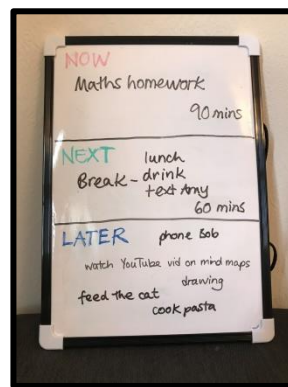 NOW
Maths homework
90 mins
NEXT lunch
Break - drink
text Amy
60 mins
LATER phone Bob
watch YouTube vid on mind maps
drawing
feed the cat
cook pasta